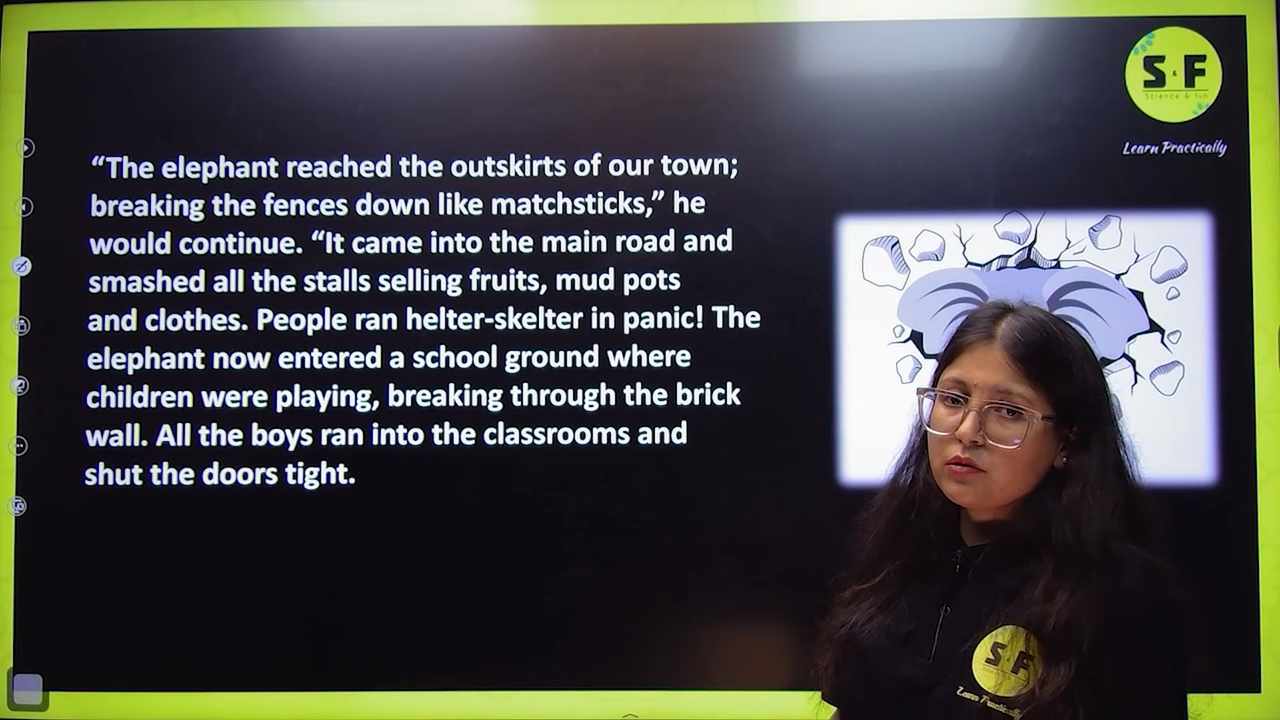 S&F
Science & fun
Learn Practically
“The elephant reached the outskirts of our town;
breaking the fences down like matchsticks,” he
would continue. “It came into the main road and
smashed all the stalls selling fruits, mud pots
and clothes. People ran helter-skelter in panic! The
elephant now entered a school ground where
children were playing, breaking through the brick
wall. All the boys ran into the classrooms and
shut the doors tight.
S&F
Learn Practically